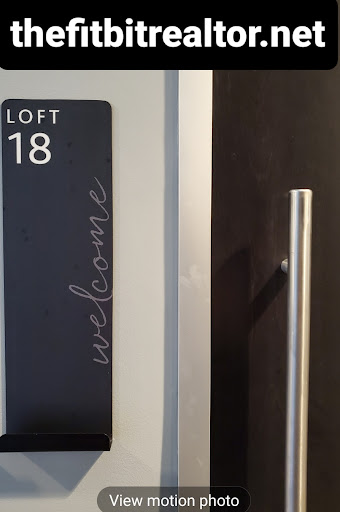 thefitbitrealtor.net
LOFT
18
welcome
View motion photo